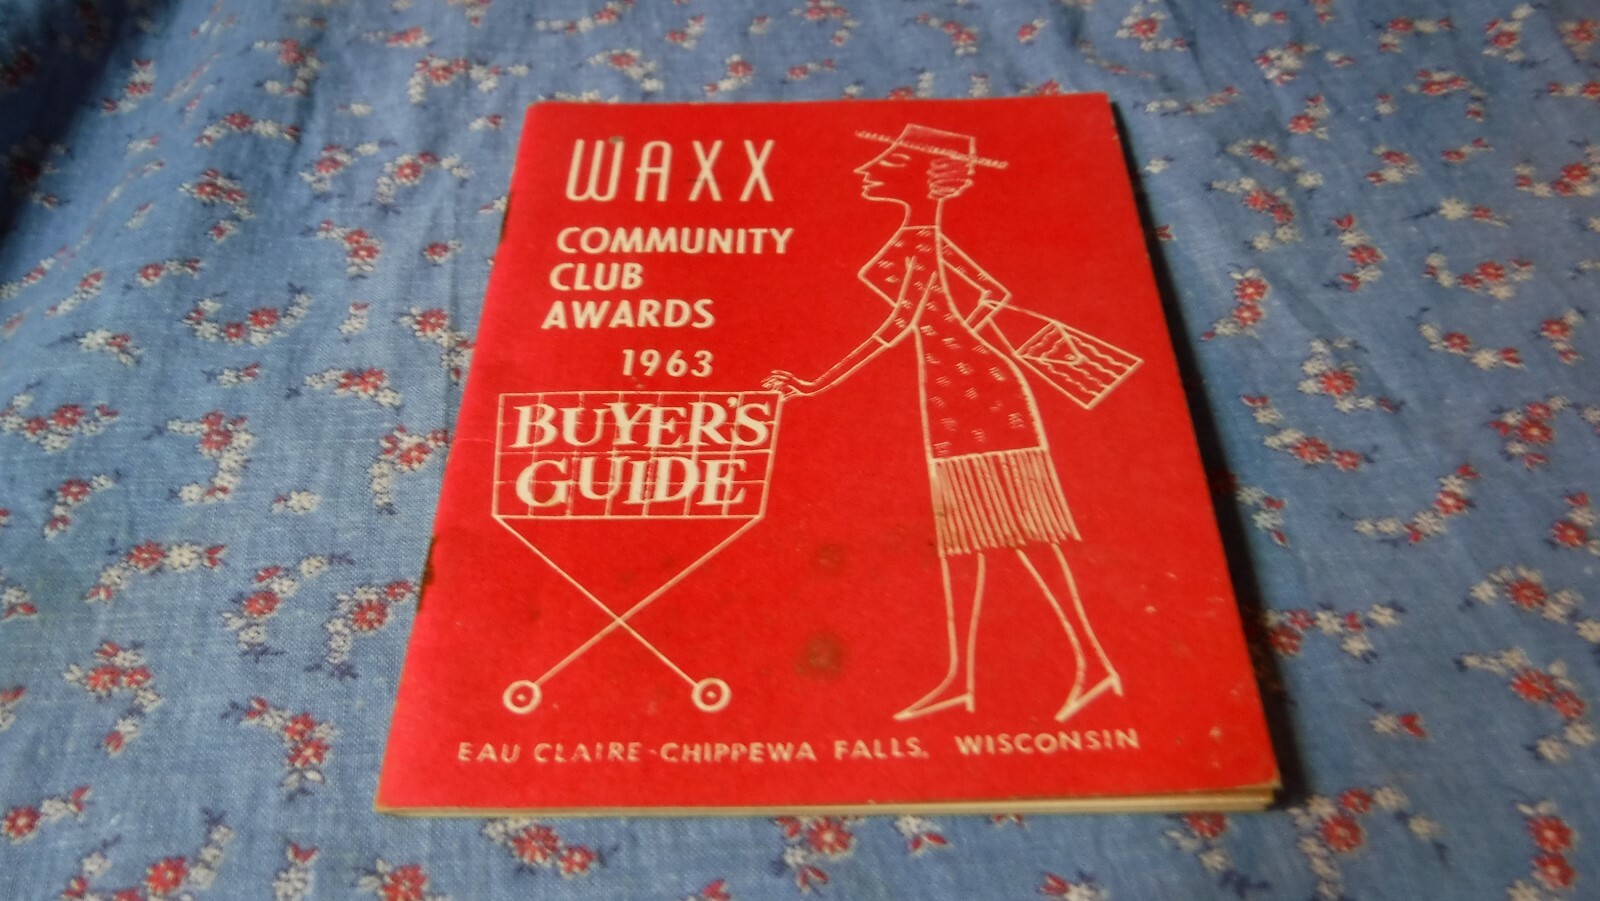 WAXX
COMMUNITY
CLUB
AWARDS
1963
BUYER'S
GUIDE
EAU CLAIRE-CHIPPEWA FALLS, WISCONSIN